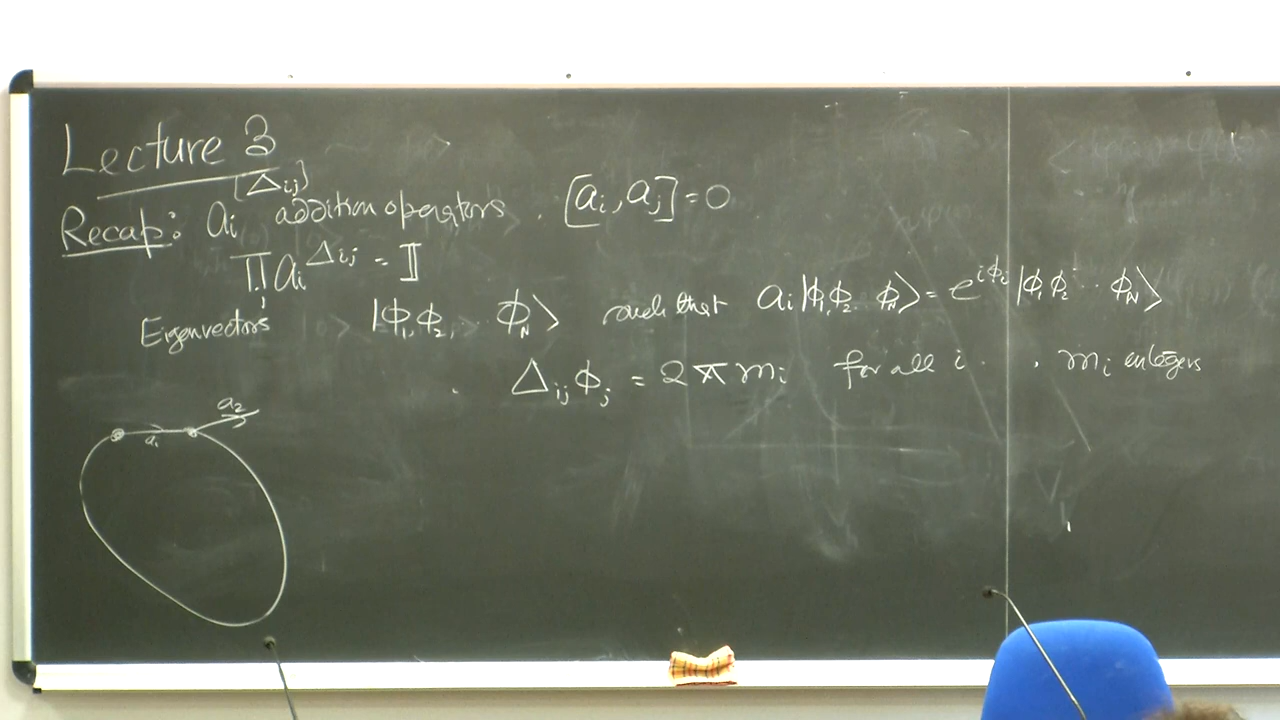 Lecture 3
[Δij]
Recap: ai addition operators. [ai, aj] = 0
∏i ai^Δij = I
Eigenvectors |ϕ1, ϕ2, .. ϕN⟩ such that ai |ϕ1, ϕ2 .. ϕN⟩ = e^iϕi |ϕ1 ϕ2 .. ϕN⟩
Δij ϕj = 2π mi for all i . mi integers
a2
a1